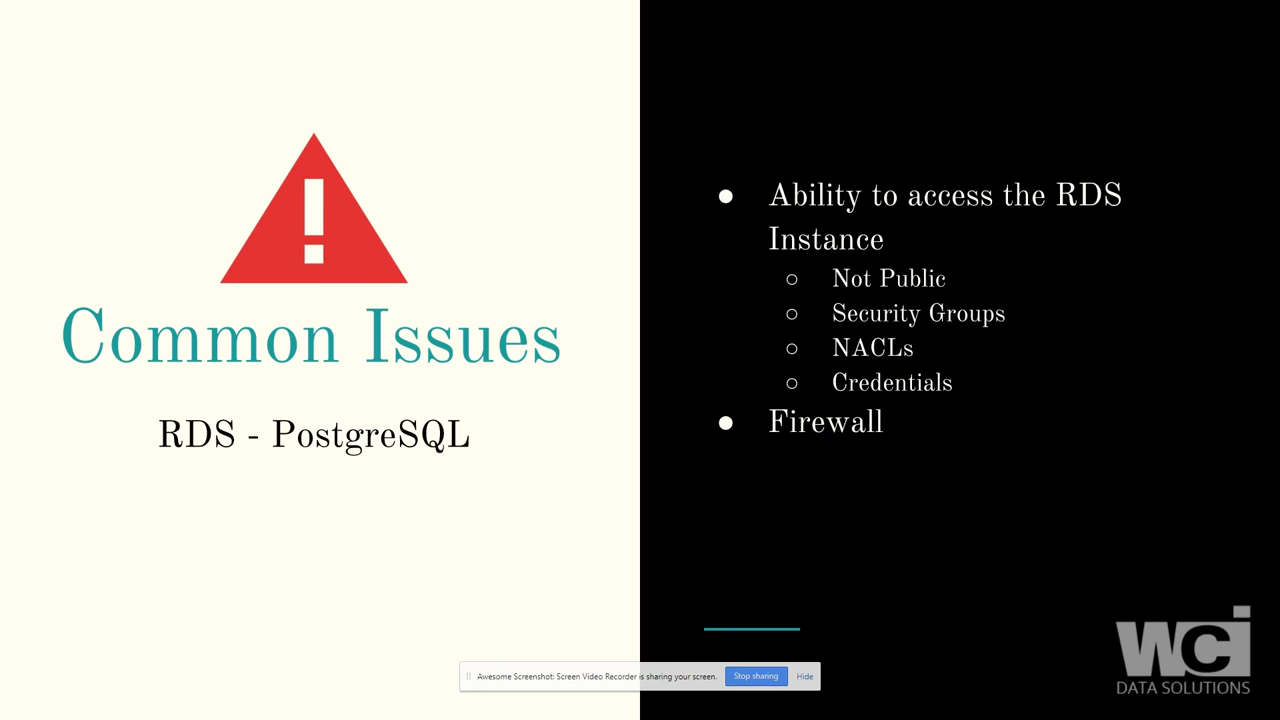 Common Issues
RDS - PostgreSQL
● Ability to access the RDS
Instance
○ Not Public
○ Security Groups
○ NACLs
○ Credentials
● Firewall
WCi
DATA SOLUTIONS
Awesome Screenshot: Screen Video Recorder is sharing your screen. Stop sharing Hide